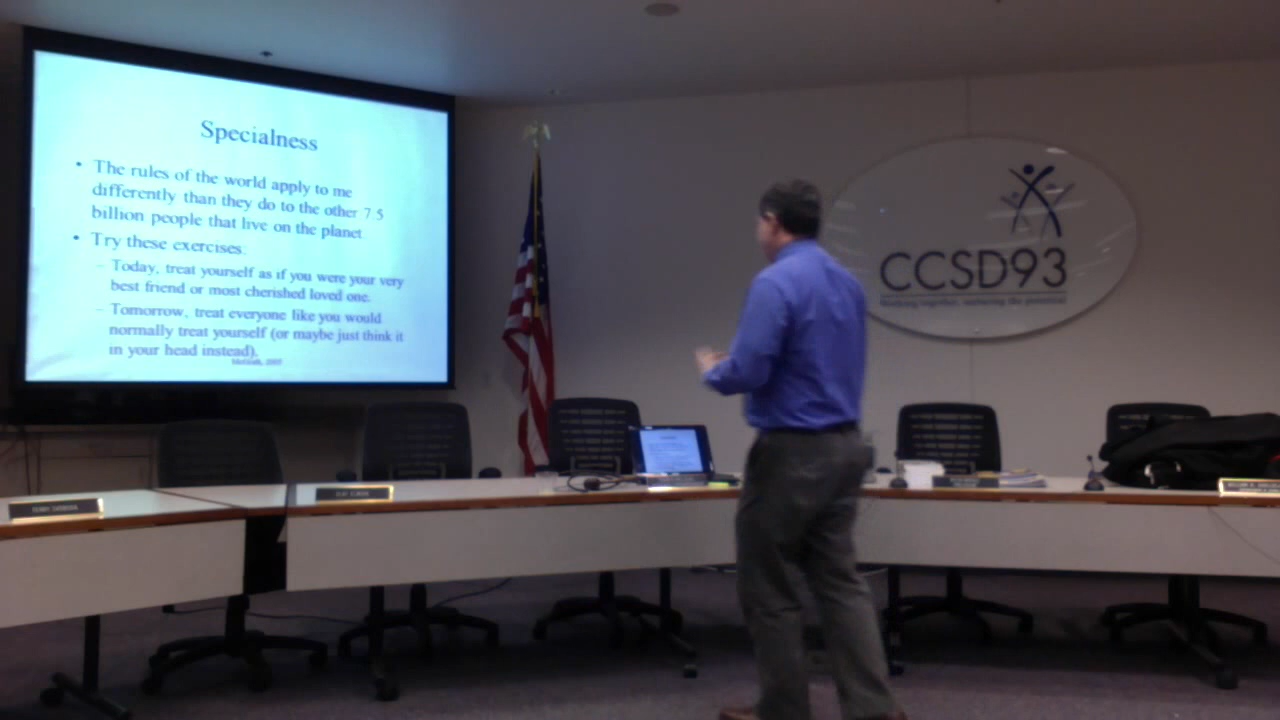 Specialness
• The rules of the world apply to me
differently than they do to the other 7.5
billion people that live on the planet.
• Try these exercises:
– Today, treat yourself as if you were your very
best friend or most cherished loved one.
– Tomorrow, treat everyone like you would
normally treat yourself (or maybe just think it
in your head instead).
CCSD93